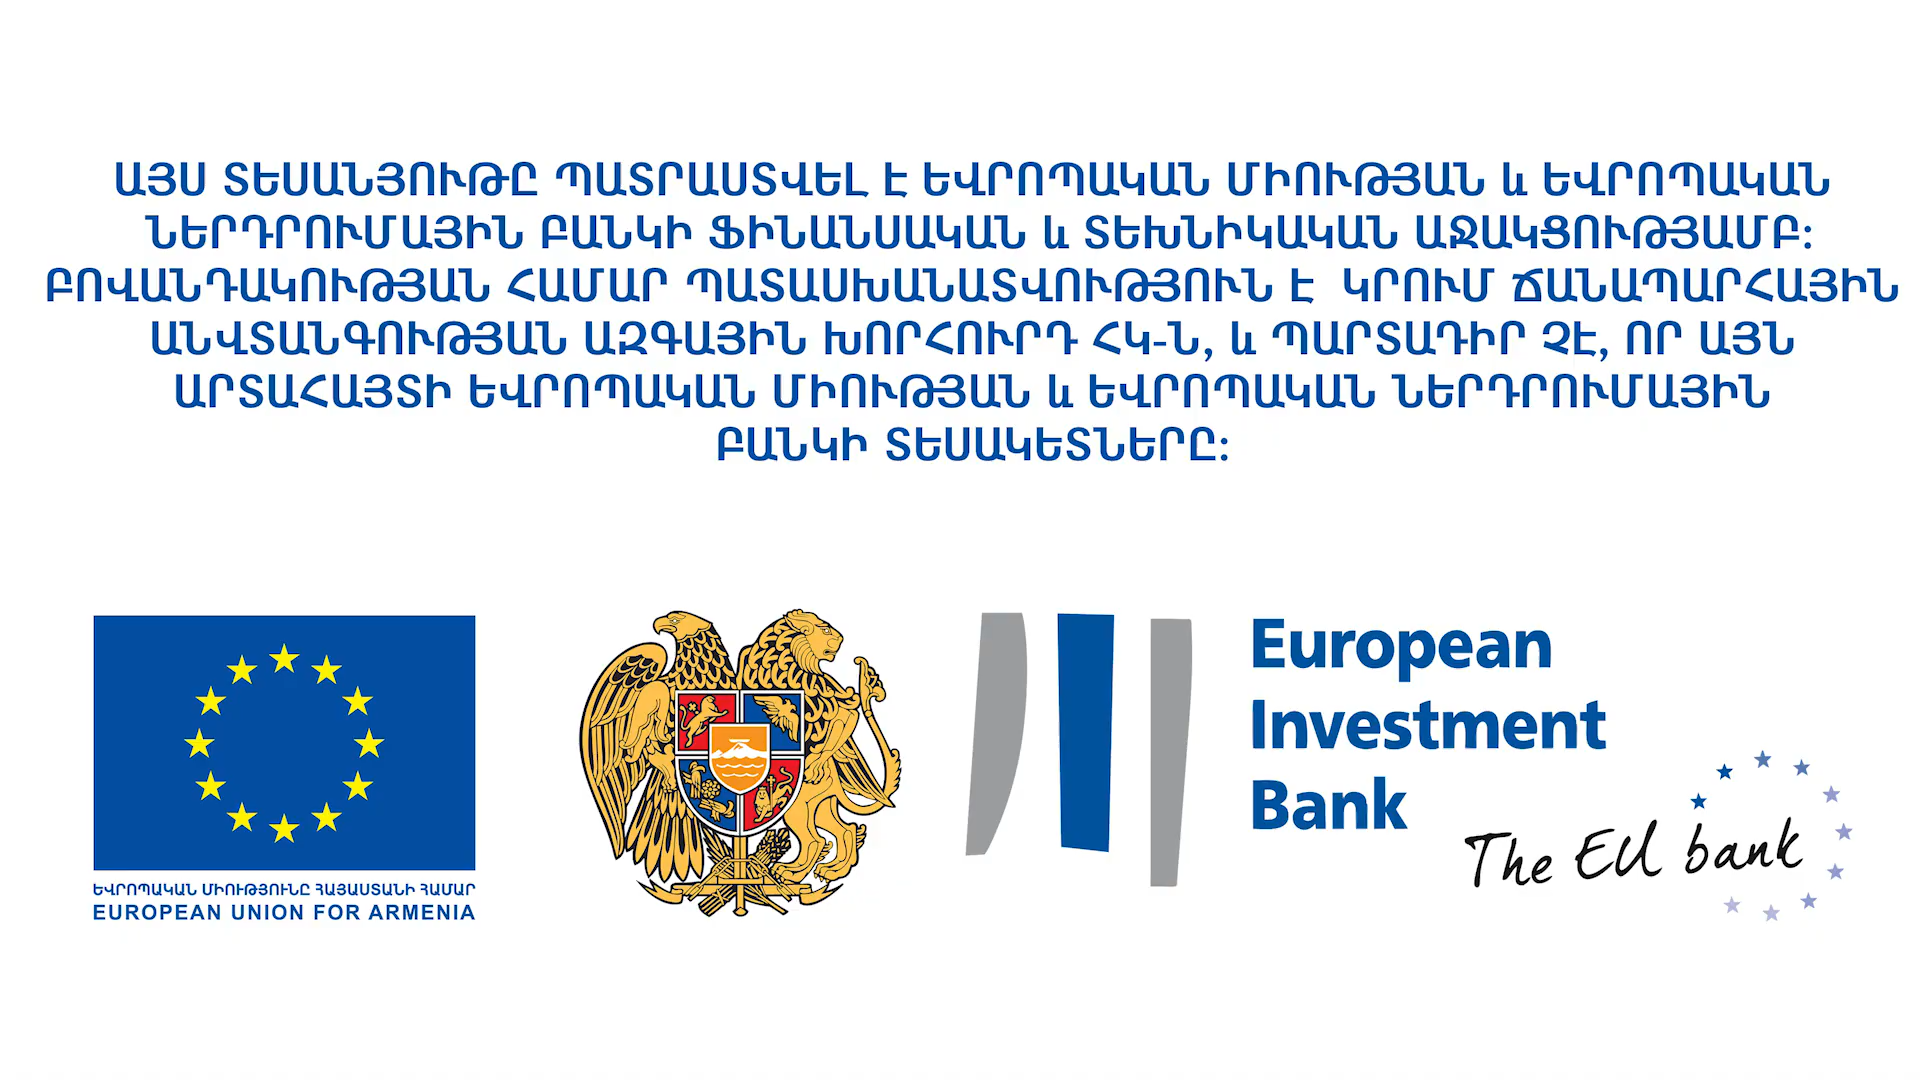 ԱՅՍ ՏԵՍԱՆՅՈՒԹԸ ՊԱՏՐԱՍՏՎԵԼ Է ԵՎՐՈՊԱԿԱՆ ՄԻՈՒԹՅԱՆ և ԵՎՐՈՊԱԿԱՆ
ՆԵՐԴՐՈՒՄԱՅԻՆ ԲԱՆԿԻ ՖԻՆԱՆՍԱԿԱՆ և ՏԵԽՆԻԿԱԿԱՆ ԱՋԱԿՑՈՒԹՅԱՄԲ։
ԲՈՎԱՆԴԱԿՈՒԹՅԱՆ ՀԱՄԱՐ ՊԱՏԱՍԽԱՆԱՏՎՈՒԹՅՈՒՆ Է ԿՐՈՒՄ ՃԱՆԱՊԱՐՀԱՅԻՆ
ԱՆՎՏԱՆԳՈՒԹՅԱՆ ԱԶԳԱՅԻՆ ԽՈՐՀՈՒՐԴ ՀԿ-Ն, և ՊԱՐՏԱԴԻՐ ՉԷ, ՈՐ ԱՅՆ
ԱՐՏԱՀԱՅՏԻ ԵՎՐՈՊԱԿԱՆ ՄԻՈՒԹՅԱՆ և ԵՎՐՈՊԱԿԱՆ ՆԵՐԴՐՈՒՄԱՅԻՆ
ԲԱՆԿԻ ՏԵՍԱԿԵՏՆԵՐԸ։
ԵՎՐՈՊԱԿԱՆ ՄԻՈՒԹՅՈՒՆԸ ՀԱՅԱՍՏԱՆԻ ՀԱՄԱՐ
EUROPEAN UNION FOR ARMENIA
European
Investment
Bank
The EU bank